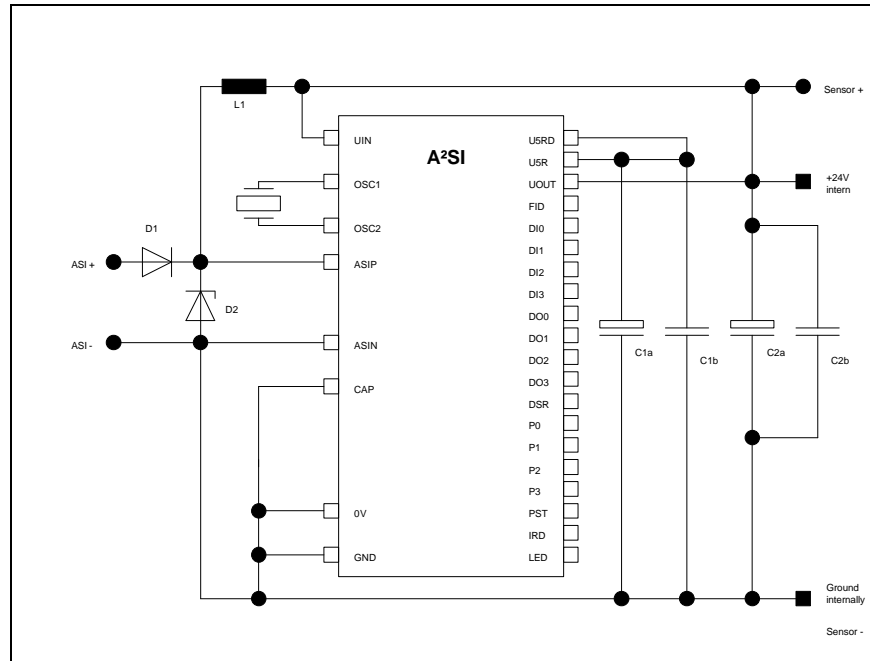 Sensor +
L1
A²SI
UIN
U5RD
U5R
OSC1
UOUT
+24V
intern
FID
D1
OSC2
DI0
DI1
ASI +
ASIP
DI2
DI3
D2
DO0
ASI -
ASIN
DO1
C1a
C1b
C2a
C2b
DO2
CAP
DO3
DSR
P0
P1
P2
P3
0V
PST
IRD
GND
LED
Ground
internally
Sensor -